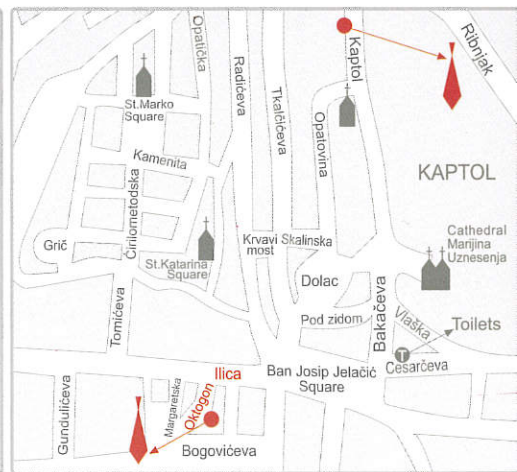 Opatička
Radićeva
Tkalčićeva
Kaptol
Ribnjak
St.Marko
Square
Opatovina
Kamenita
KAPTOL
Ćirilometodska
Cathedral
Marijina
Uznesenja
Grič
St.Katarina
Square
Krvavi
most
Skalinska
Dolac
Pod zidom
Bakačeva
Vlaška
Toilets
T
Cesarčeva
Tomićeva
Ilica
Ban Josip Jelačić
Square
Gundulićeva
Margaretska
Oktogon
Bogovićeva